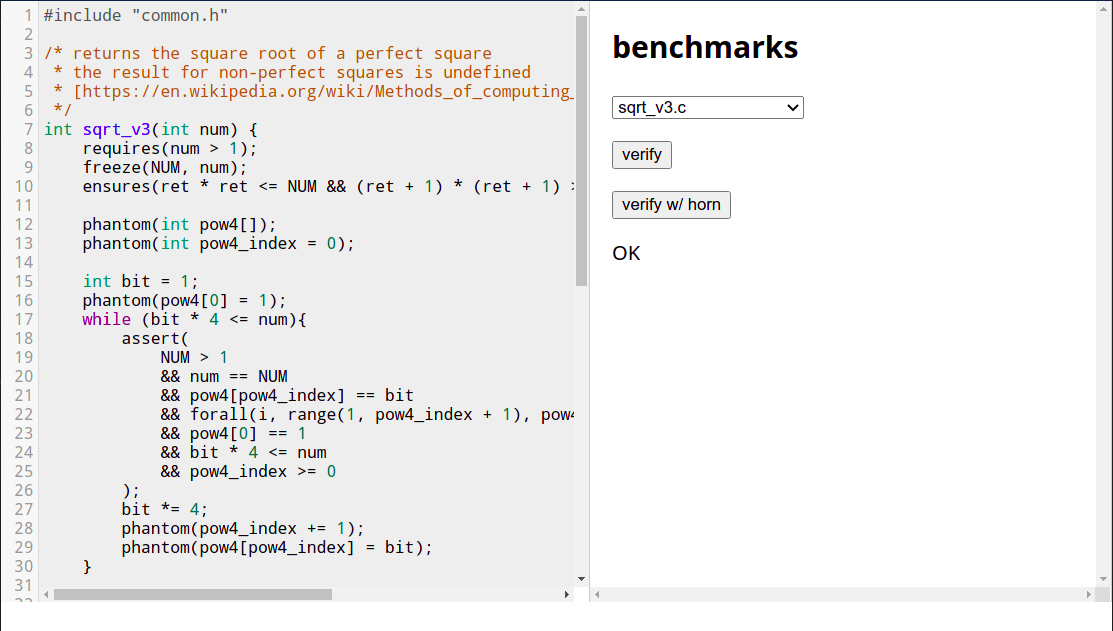 1 #include "common.h"
2
3 /* returns the square root of a perfect square
4  * the result for non-perfect squares is undefined
5  * [https://en.wikipedia.org/wiki/Methods_of_computing_
6  */
7 int sqrt_v3(int num) {
8     requires(num > 1);
9     freeze(NUM, num);
10     ensures(ret * ret <= NUM && (ret + 1) * (ret + 1) >
11
12     phantom(int pow4[]);
13     phantom(int pow4_index = 0);
14
15     int bit = 1;
16     phantom(pow4[0] = 1);
17     while (bit * 4 <= num){
18         assert(
19             NUM > 1
20             && num == NUM
21             && pow4[pow4_index] == bit
22             && forall(i, range(1, pow4_index + 1), pow4
23             && pow4[0] == 1
24             && bit * 4 <= num
25             && pow4_index >= 0
26         );
27         bit *= 4;
28         phantom(pow4_index += 1);
29         phantom(pow4[pow4_index] = bit);
30     }
31
benchmarks
sqrt_v3.c
verify
verify w/ horn
OK